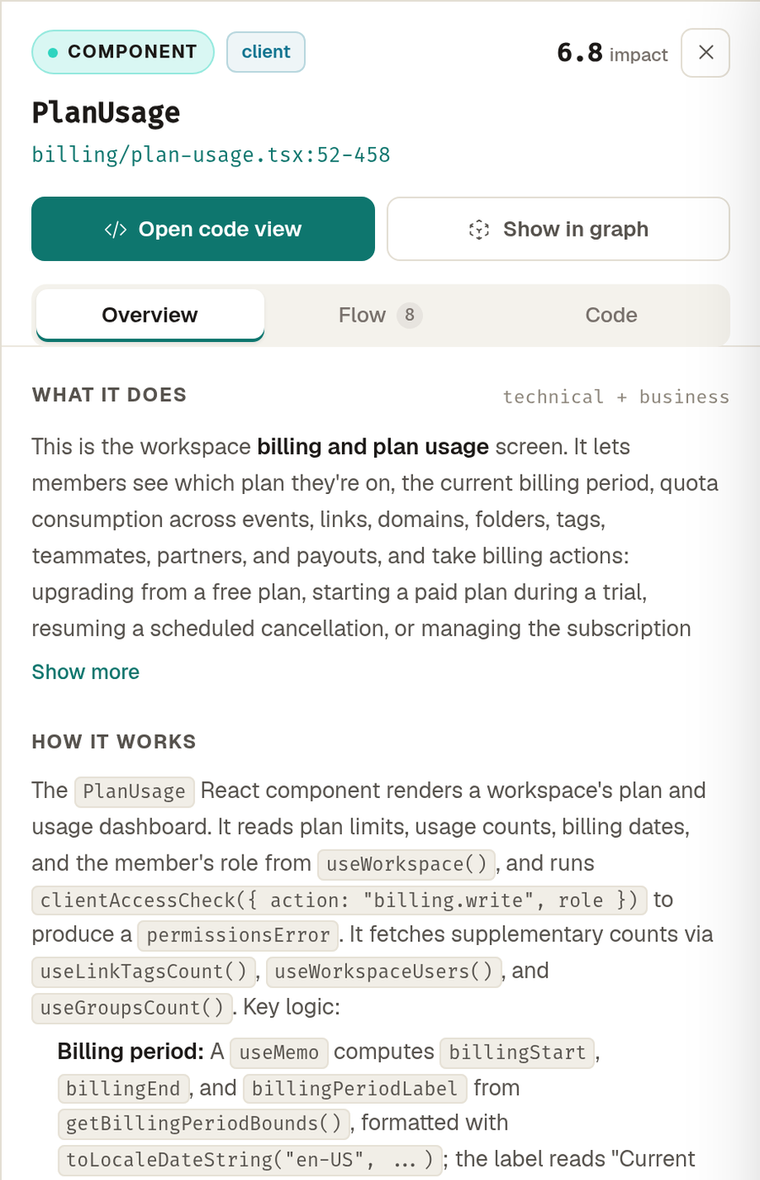 COMPONENT client 6.8 impact
PlanUsage
billing/plan-usage.tsx:52-458
</> Open code view Show in graph
Overview Flow 8 Code
WHAT IT DOES technical + business
This is the workspace billing and plan usage screen. It lets
members see which plan they're on, the current billing period, quota
consumption across events, links, domains, folders, tags,
teammates, partners, and payouts, and take billing actions:
upgrading from a free plan, starting a paid plan during a trial,
resuming a scheduled cancellation, or managing the subscription
Show more
HOW IT WORKS
The PlanUsage React component renders a workspace's plan and
usage dashboard. It reads plan limits, usage counts, billing dates,
and the member's role from useWorkspace(), and runs
clientAccessCheck({ action: "billing.write", role }) to
produce a permissionsError. It fetches supplementary counts via
useLinkTagsCount(), useWorkspaceUsers(), and
useGroupsCount(). Key logic:
Billing period: A useMemo computes billingStart,
billingEnd, and billingPeriodLabel from
getBillingPeriodBounds(), formatted with
toLocaleDateString("en-US", ...); the label reads "Current